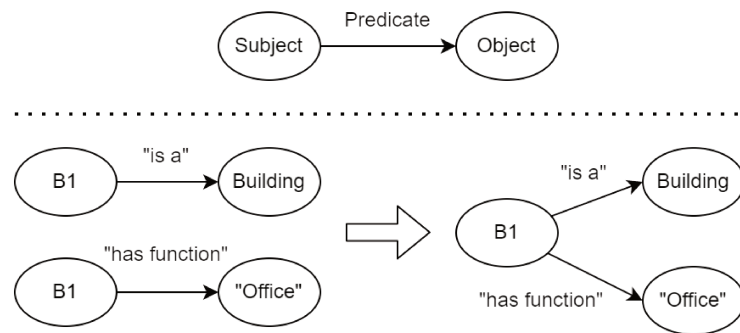 Predicate
Subject
Object
"is a"
B1
Building
"has function"
B1
"Office"
"is a"
Building
B1
"has function"
"Office"